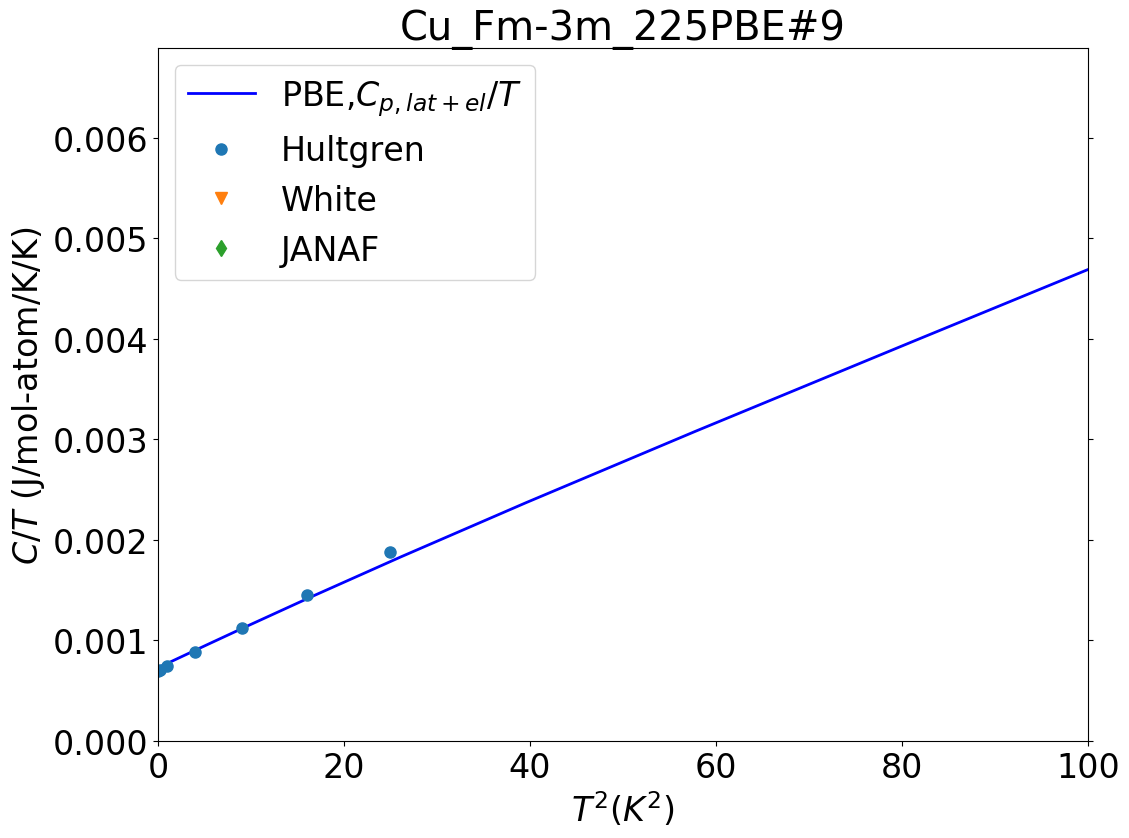 Cu_Fm-3m_225PBE#9
PBE,C_{p, lat+el}/T
Hultgren
White
JANAF
0.006
0.005
0.004
0.003
0.002
0.001
0.000
C/T (J/mol-atom/K/K)
0 20 40 60 80 100
T^2(K^2)